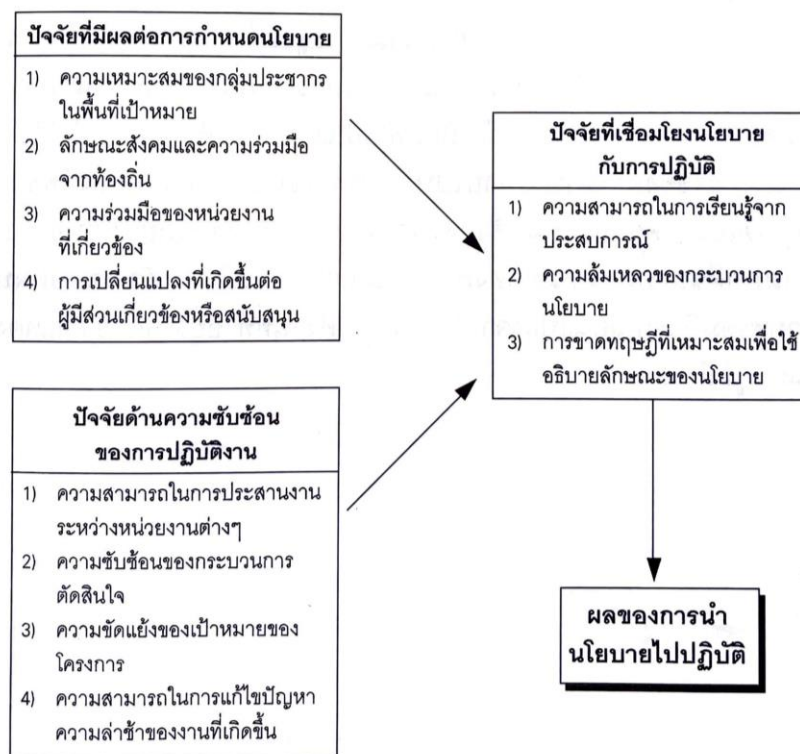 ปัจจัยที่มีผลต่อการกำหนดนโยบาย
1) ความเหมาะสมของกลุ่มประชากร
ในพื้นที่เป้าหมาย
2) ลักษณะสังคมและความร่วมมือ
จากท้องถิ่น
3) ความร่วมมือของหน่วยงาน
ที่เกี่ยวข้อง
4) การเปลี่ยนแปลงที่เกิดขึ้นต่อ
ผู้มีส่วนเกี่ยวข้องหรือสนับสนุน
ปัจจัยด้านความซับซ้อน
ของการปฏิบัติงาน
1) ความสามารถในการประสานงาน
ระหว่างหน่วยงานต่างๆ
2) ความซับซ้อนของกระบวนการ
ตัดสินใจ
3) ความขัดแย้งของเป้าหมายของ
โครงการ
4) ความสามารถในการแก้ไขปัญหา
ความล่าช้าของงานที่เกิดขึ้น
ปัจจัยที่เชื่อมโยงนโยบาย
กับการปฏิบัติ
1) ความสามารถในการเรียนรู้จาก
ประสบการณ์
2) ความล้มเหลวของกระบวนการ
นโยบาย
3) การขาดทฤษฎีที่เหมาะสมเพื่อใช้
อธิบายลักษณะของนโยบาย
ผลของการนำ
นโยบายไปปฏิบัติ